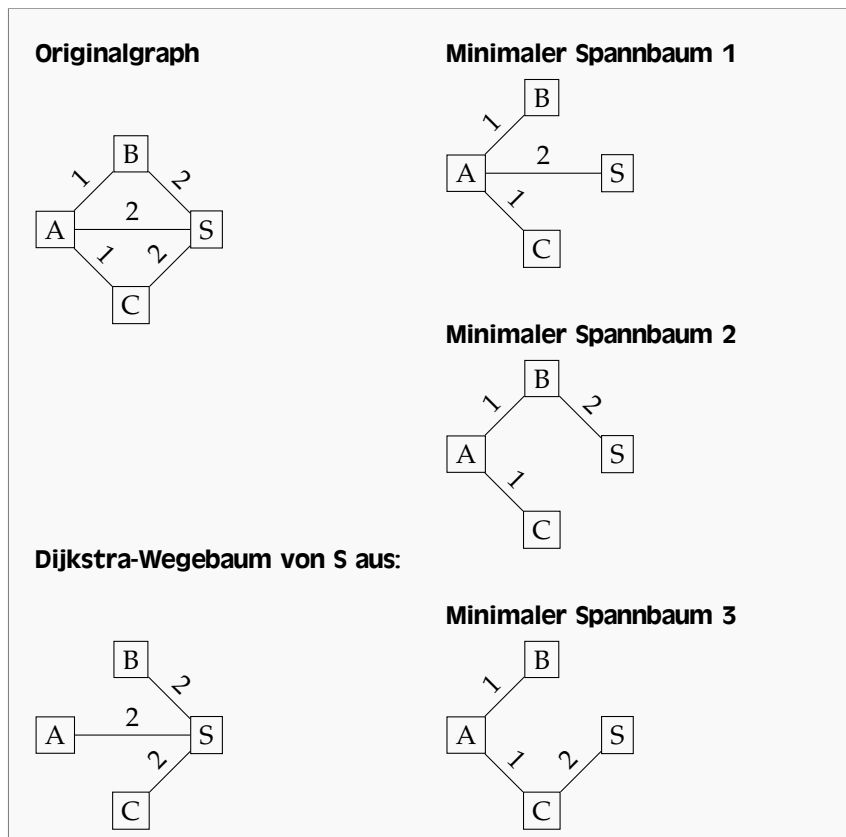 Originalgraph
B
1
2
A
2
S
1
2
C
Dijkstra-Wegebaum von S aus:
B
2
A
2
S
2
C
Minimaler Spannbaum 1
B
1
2
A
S
1
C
Minimaler Spannbaum 2
B
1
2
A
S
1
C
Minimaler Spannbaum 3
B
1
A
S
1
2
C